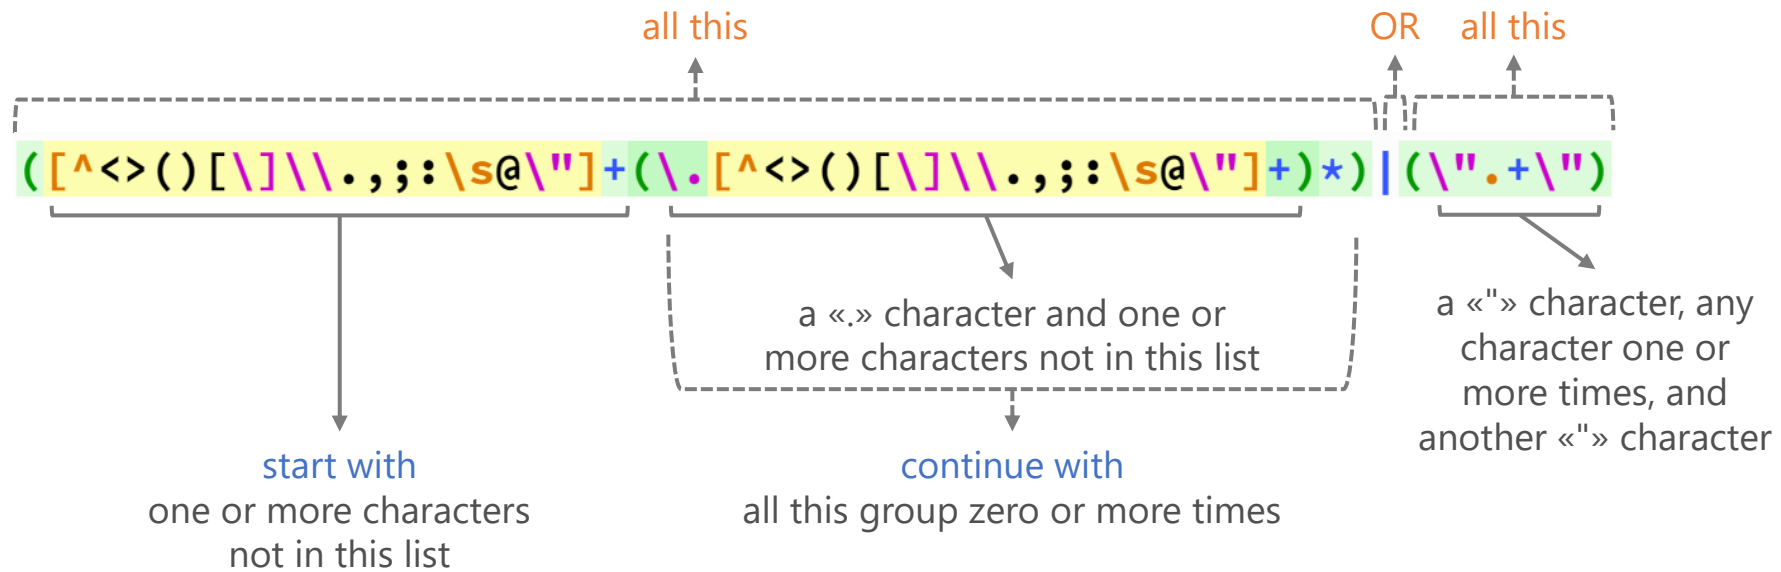 all this OR all this
([^<>()[\]\\.,;:\s@\"]+(\.[^<>()[\]\\.,;:\s@\"]+)*)|(\".+\")
a «.» character and one or
more characters not in this list
a «"» character, any
character one or
more times, and
another «"» character
start with
one or more characters
not in this list
continue with
all this group zero or more times